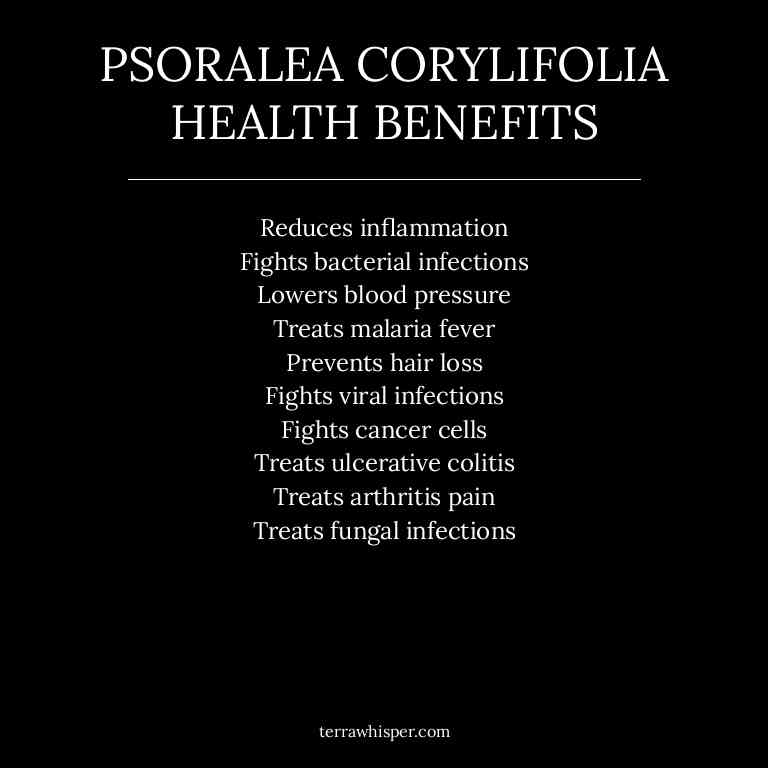 PSORALEA CORYLIFOLIA
HEALTH BENEFITS
Reduces inflammation
Fights bacterial infections
Lowers blood pressure
Treats malaria fever
Prevents hair loss
Fights viral infections
Fights cancer cells
Treats ulcerative colitis
Treats arthritis pain
Treats fungal infections
terrawhisper.com